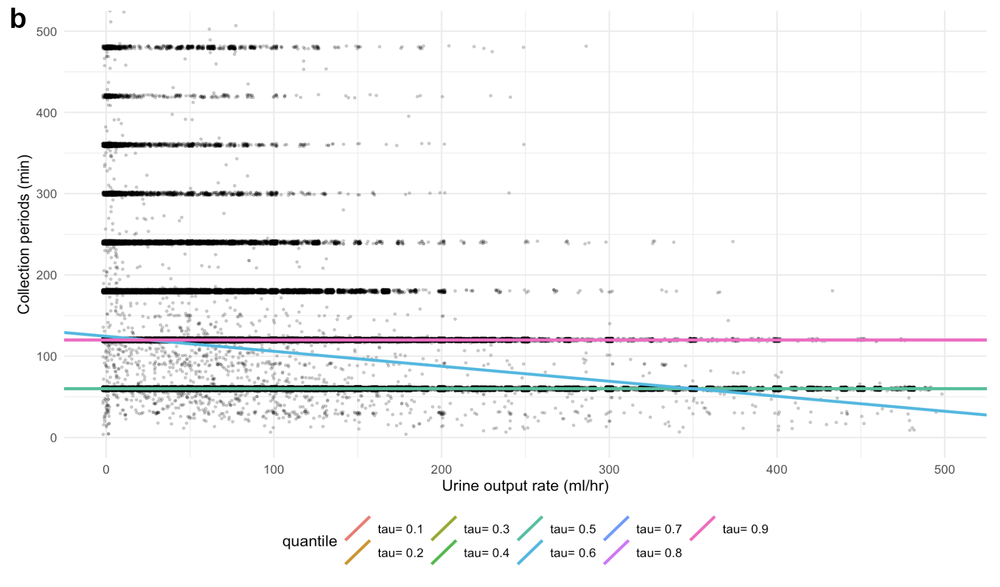 b
500
400
300
200
100
0
Collection periods (min)
0 100 200 300 400 500
Urine output rate (ml/hr)
quantile
tau= 0.1 tau= 0.3 tau= 0.5 tau= 0.7 tau= 0.9
tau= 0.2 tau= 0.4 tau= 0.6 tau= 0.8